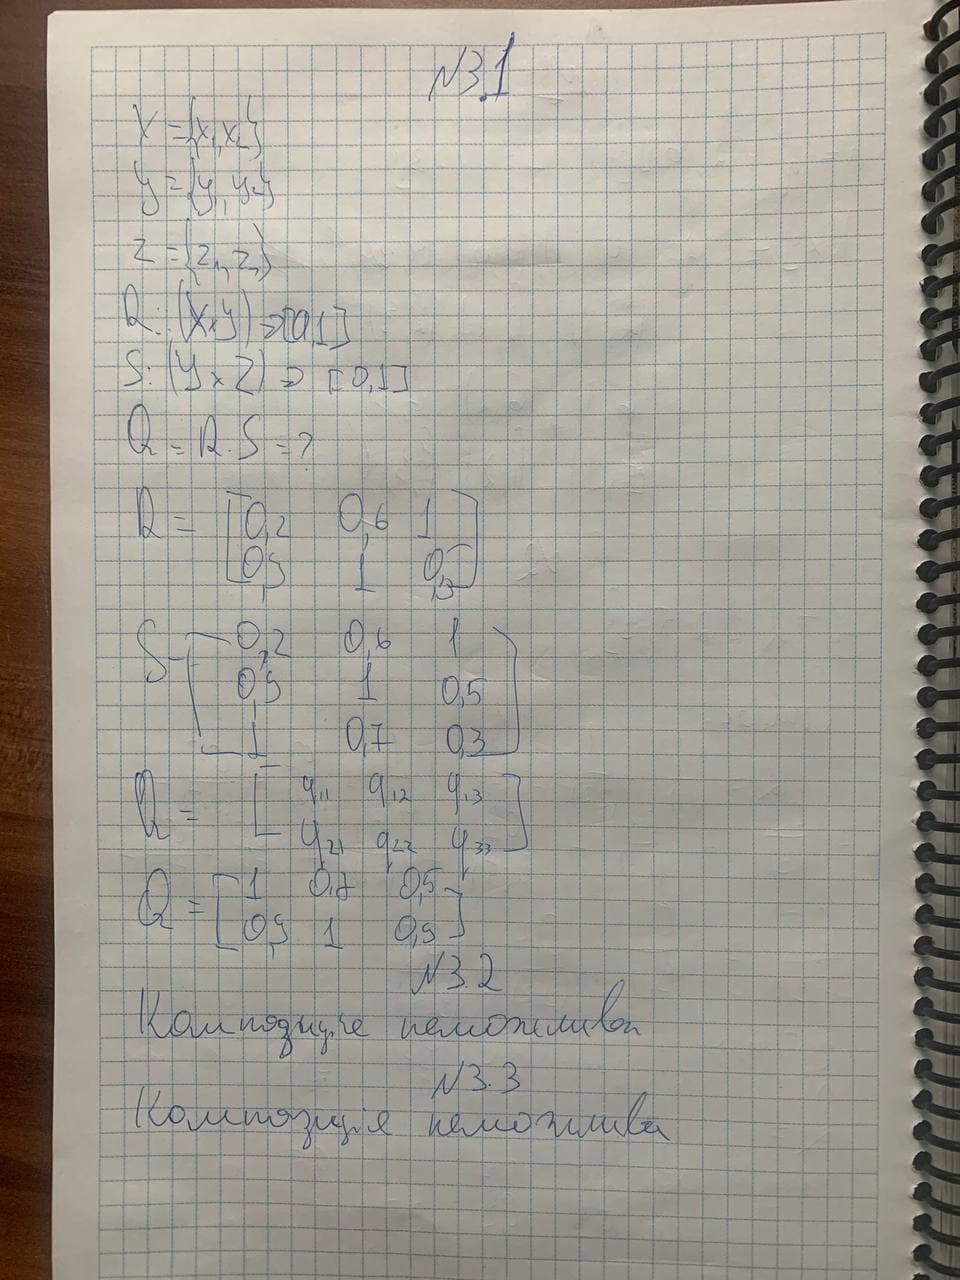 №3.1
X = {x₁, x₂}
Y = {y₁, y₂}
Z = {z₁, z₂}
R: (X×Y) => [0,1]
S: (Y×Z) => [0,1]
Q = R·S = ?
R = [0,2 0,6 1
0,9 1 0,5]
S = [0,2 0,6 1
0,9 1 0,5
1 0,7 0,3]
Q = [q₁₁ q₁₂ q₁₃
q₂₁ q₂₂ q₃₃]
Q = [1 0,7 0,5
0,9 1 0,9]
№3.2
Композиція неможлива
№3.3
Композиція неможлива